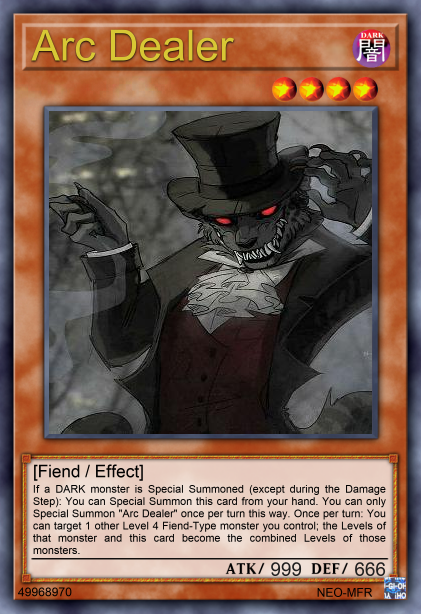 Arc Dealer
DARK
闇
[Fiend / Effect]
If a DARK monster is Special Summoned (except during the Damage
Step): You can Special Summon this card from your hand. You can only
Special Summon "Arc Dealer" once per turn this way. Once per turn: You
can target 1 other Level 4 Fiend-Type monster you control; the Levels of
that monster and this card become the combined Levels of those
monsters.
ATK/ 999 DEF/ 666
49968970
NEO-MFR